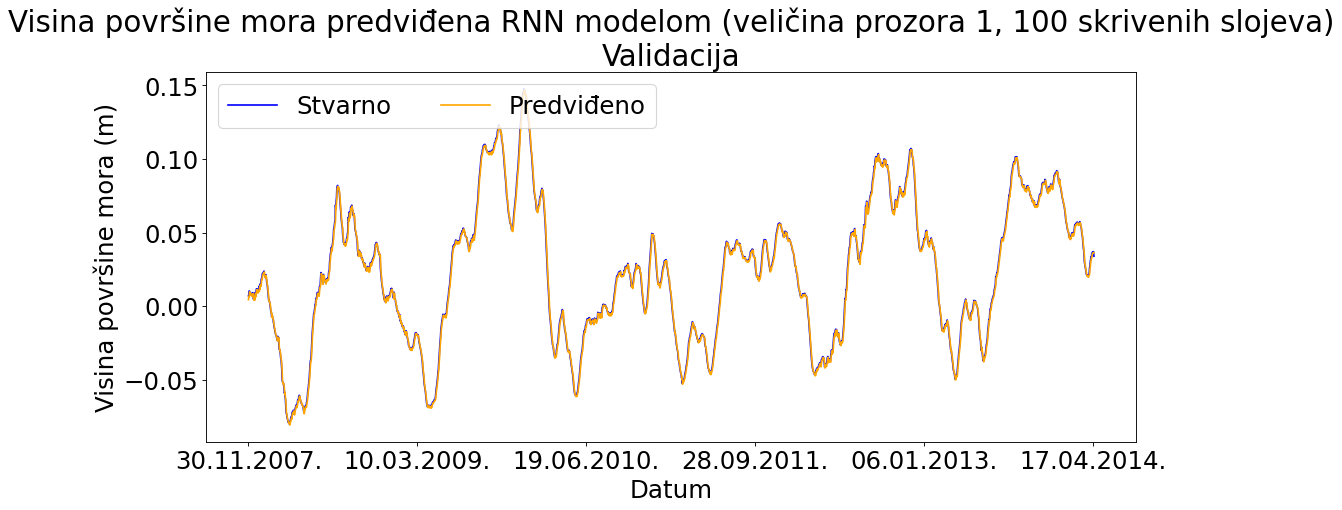 Visina površine mora predviđena RNN modelom (veličina prozora 1, 100 skrivenih slojeva)
Validacija
Stvarno Predviđeno
Visina površine mora (m)
0.15
0.10
0.05
0.00
−0.05
30.11.2007. 10.03.2009. 19.06.2010. 28.09.2011. 06.01.2013. 17.04.2014.
Datum